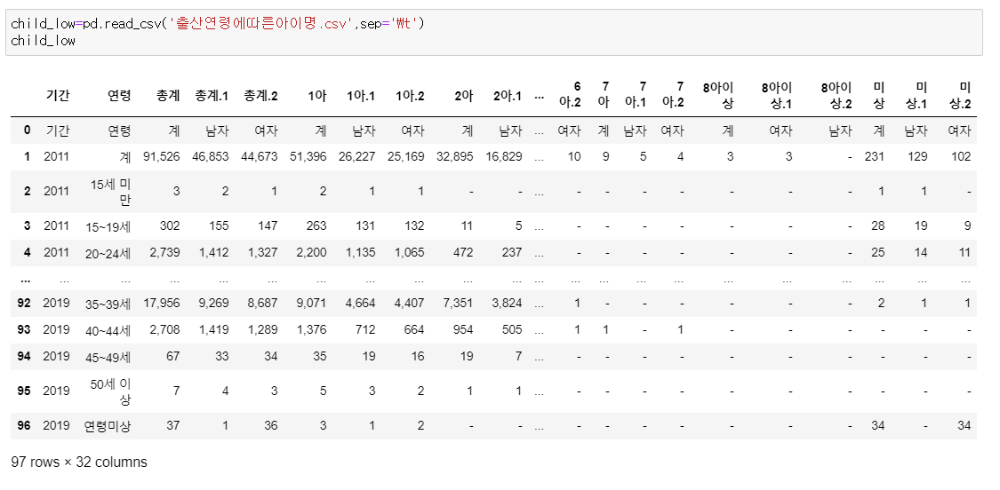 child_low=pd.read_csv('출산연령에따른아이명.csv',sep='₩t')
child_low
기간 연령 총계 총계.1 총계.2 1아 1아.1 1아.2 2아 2아.1 ... 6아.2 7아 7아.1 7아.2 8아이상 8아이상.1 8아이상.2 미상 미상.1 미상.2
0 기간 연령 계 남자 여자 계 남자 여자 계 남자 ... 여자 계 남자 여자 계 여자 남자 계 남자 여자
1 2011 계 91,526 46,853 44,673 51,396 26,227 25,169 32,895 16,829 ... 10 9 5 4 3 3 - 231 129 102
2 2011 15세 미만 3 2 1 2 1 1 - - ... - - - - - - - 1 1 -
3 2011 15~19세 302 155 147 263 131 132 11 5 ... - - - - - - - 28 19 9
4 2011 20~24세 2,739 1,412 1,327 2,200 1,135 1,065 472 237 ... - - - - - - - 25 14 11
... ... ... ... ... ... ... ... ... ... ... ... ... ... ... ... ... ... ... ... ... ...
92 2019 35~39세 17,956 9,269 8,687 9,071 4,664 4,407 7,351 3,824 ... 1 - - - - - - 2 1 1
93 2019 40~44세 2,708 1,419 1,289 1,376 712 664 954 505 ... 1 1 - 1 - - - - - -
94 2019 45~49세 67 33 34 35 19 16 19 7 ... - - - - - - - - - -
95 2019 50세 이상 7 4 3 5 3 2 1 1 ... - - - - - - - - - -
96 2019 연령미상 37 1 36 3 1 2 - - ... - - - - - - - 34 - 34
97 rows × 32 columns